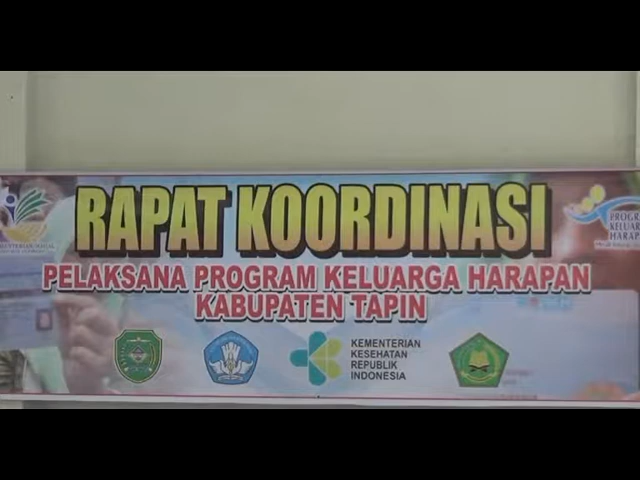 RAPAT KOORDINASI
PELAKSANA PROGRAM KELUARGA HARAPAN
KABUPATEN TAPIN
KEMENTERIAN
KESEHATAN
REPUBLIK
INDONESIA